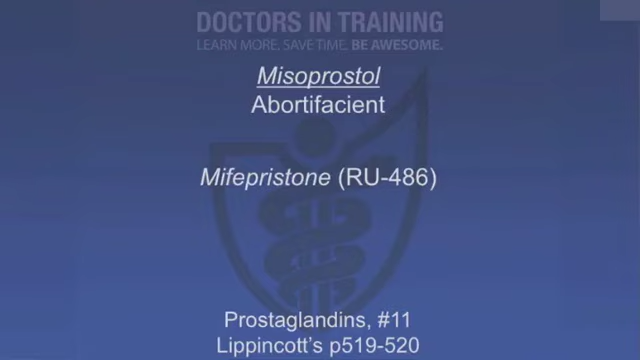 DOCTORS IN TRAINING
LEARN MORE. SAVE TIME. BE AWESOME.
Misoprostol
Abortifacient
Mifepristone (RU-486)
Prostaglandins, #11
Lippincott's p519-520